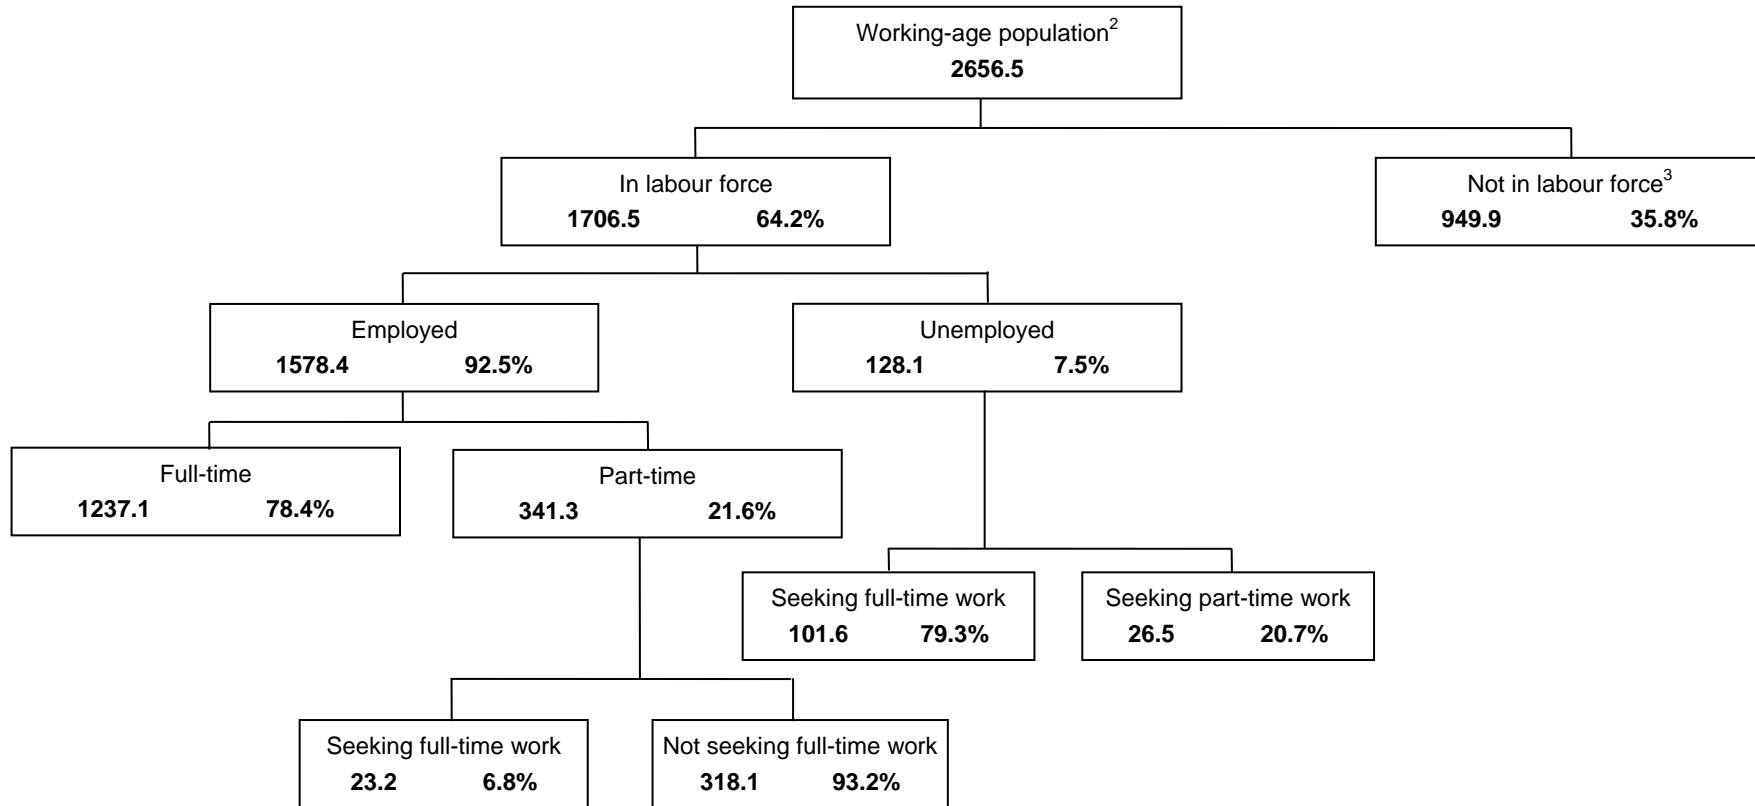 Working-age population²
2656.5
In labour force
1706.5 64.2%
Not in labour force³
949.9 35.8%
Employed
1578.4 92.5%
Unemployed
128.1 7.5%
Full-time
1237.1 78.4%
Part-time
341.3 21.6%
Seeking full-time work
101.6 79.3%
Seeking part-time work
26.5 20.7%
Seeking full-time work
23.2 6.8%
Not seeking full-time work
318.1 93.2%